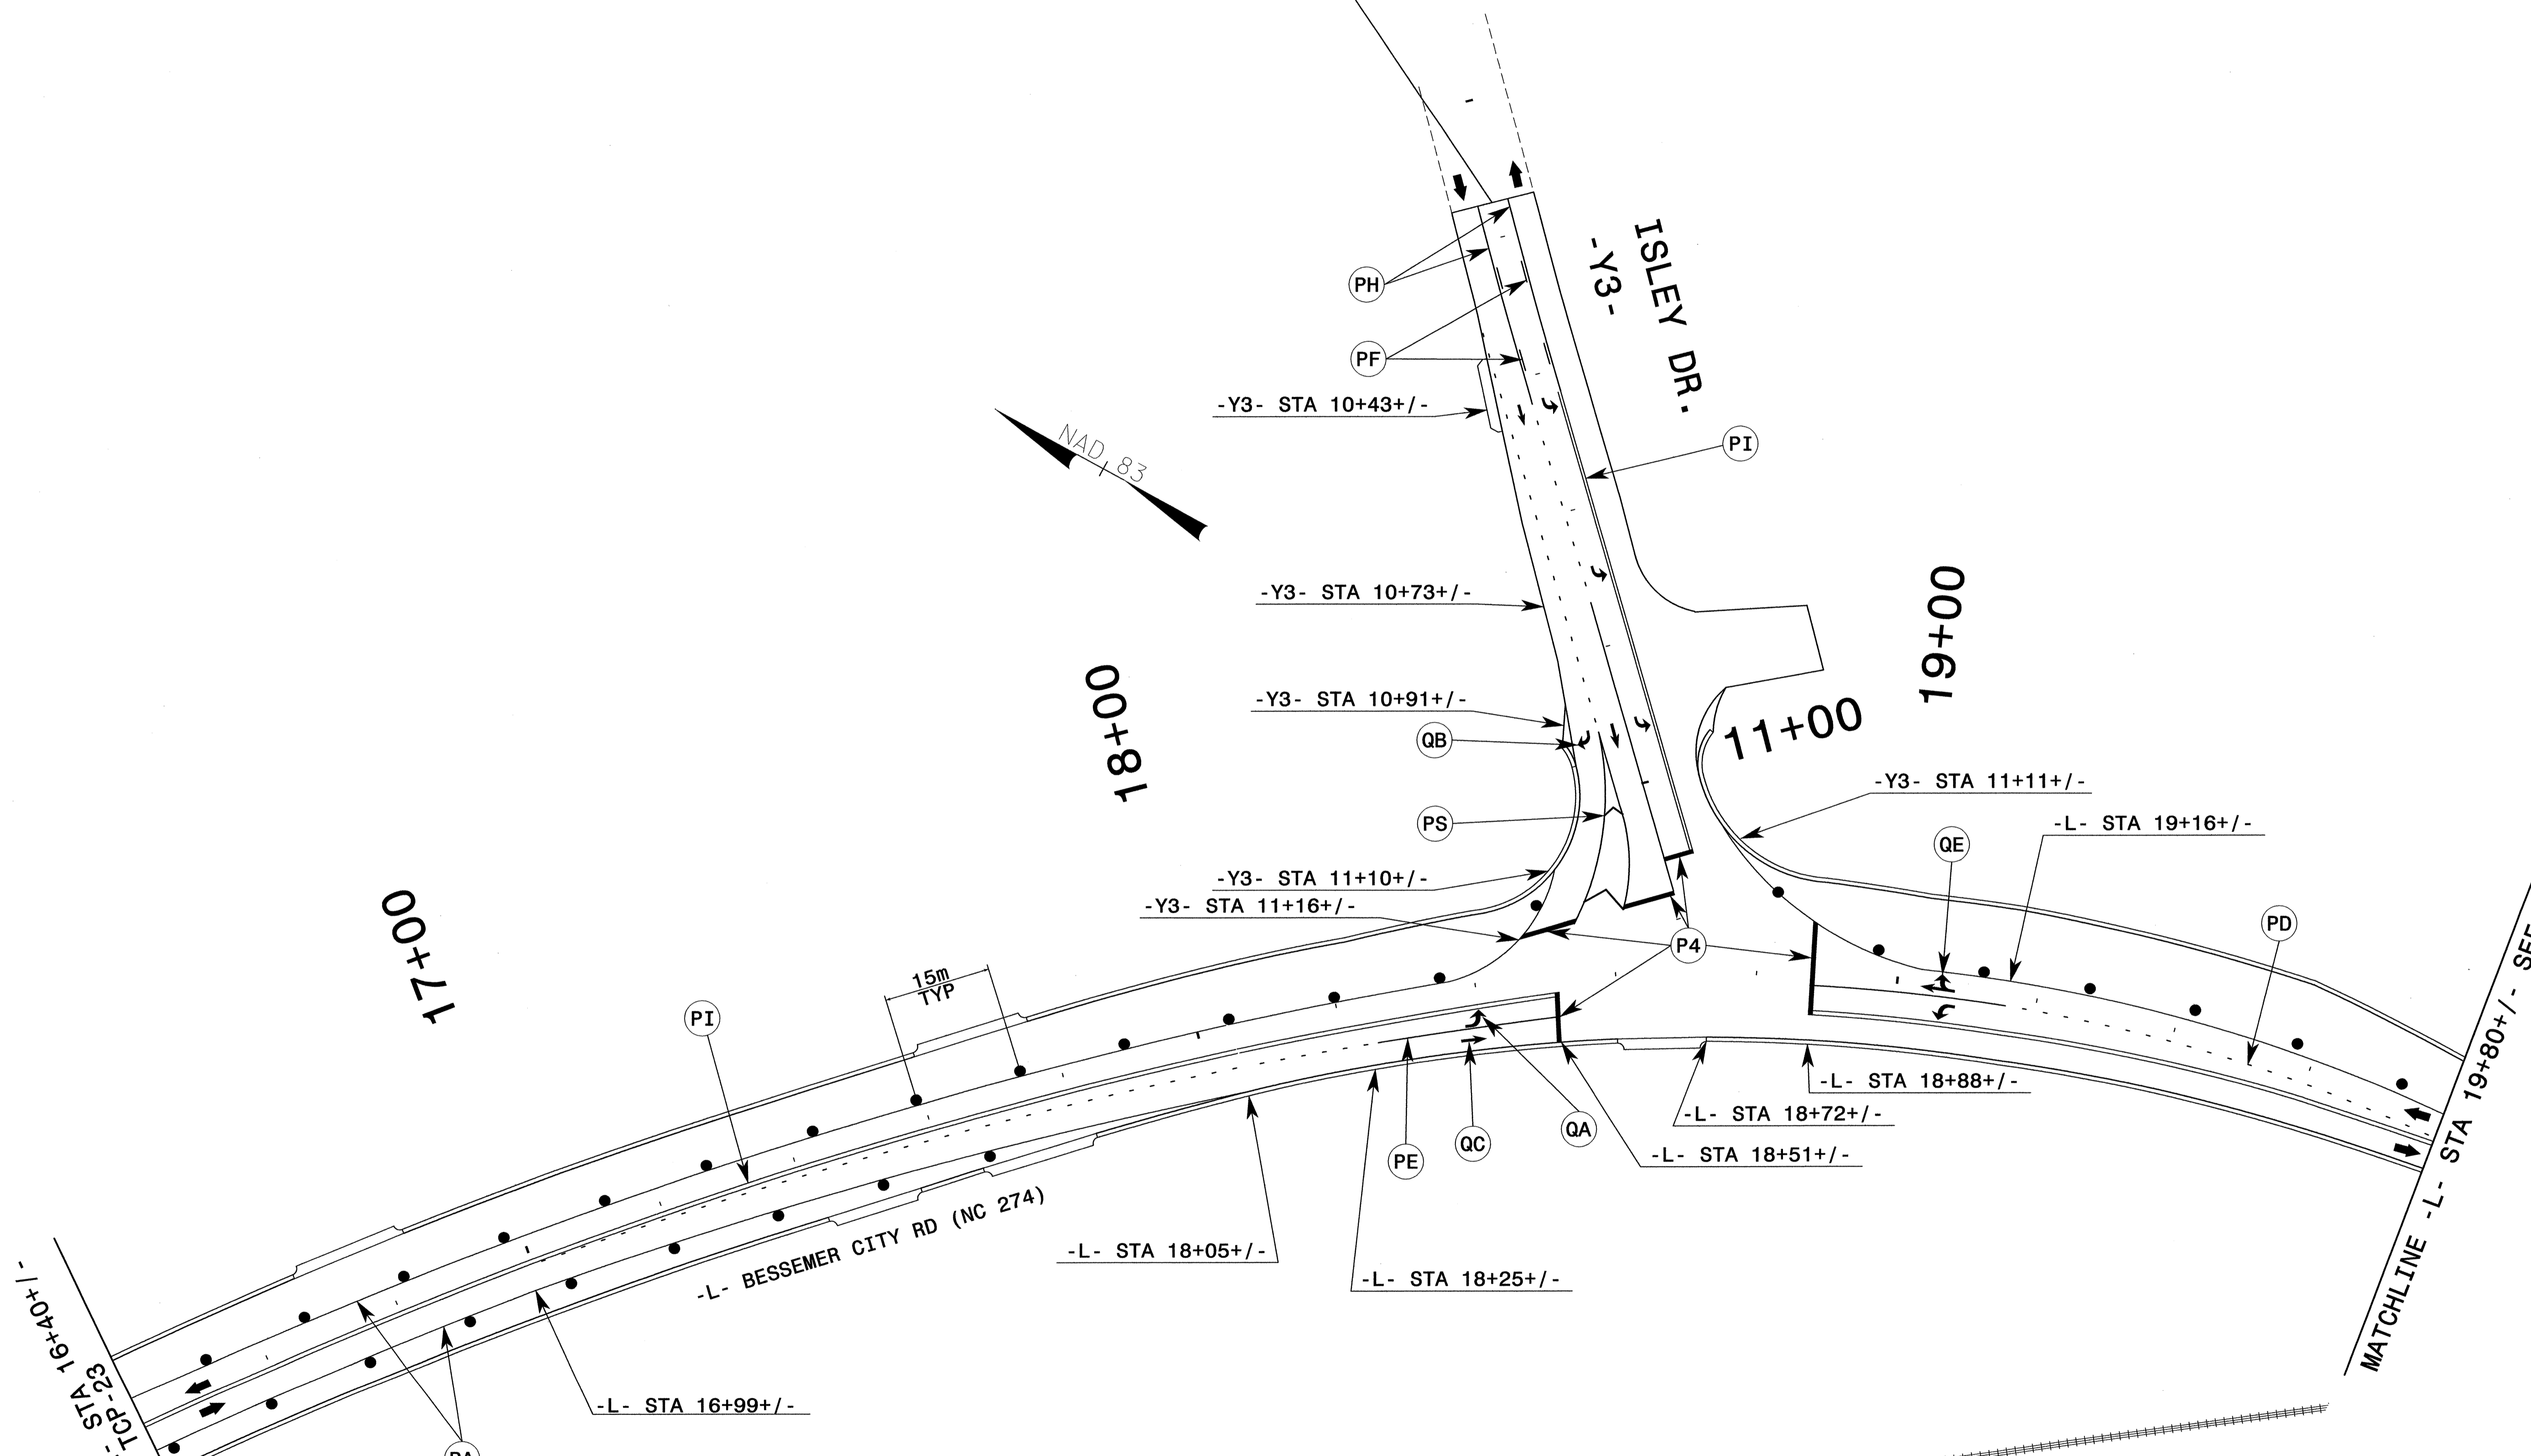 ISLEY DR.
-Y3-
PH
PF
-Y3- STA 10+43+/-
PI
NAD 83
-Y3- STA 10+73+/-
19+00
18+00
-Y3- STA 10+91+/-
QB
11+00
-Y3- STA 11+11+/-
PS
-L- STA 19+16+/-
QE
-Y3- STA 11+10+/-
-Y3- STA 11+16+/-
17+00
PD
P4
15m
TYP
PI
-L- STA 18+88+/-
-L- STA 18+72+/-
QA
QC
PE
-L- STA 18+51+/-
-L- BESSEMER CITY RD (NC 274)
-L- STA 18+05+/-
-L- STA 18+25+/-
-L- STA 16+99+/-
- STA 16+40+/-
TCP-23
MATCHLINE -L- STA 19+80+/- SEE